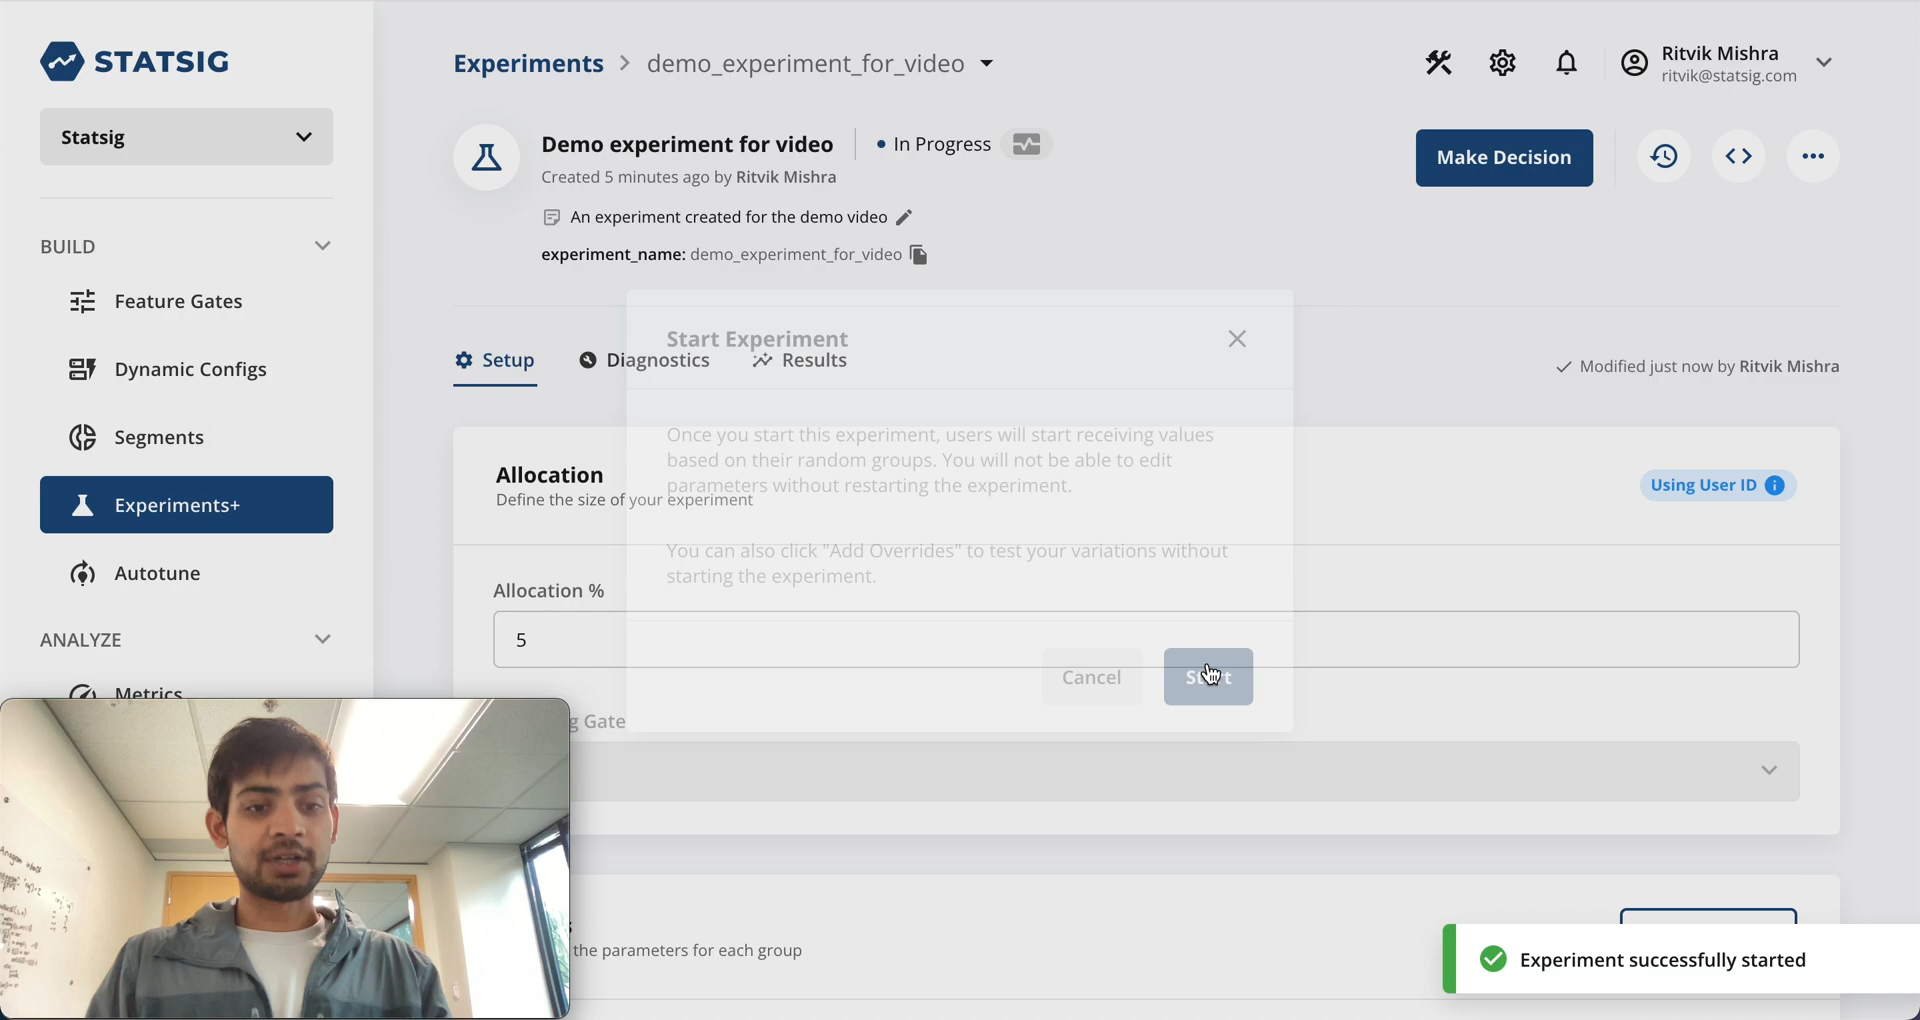 STATSIG
Statsig
BUILD
Feature Gates
Dynamic Configs
Segments
Experiments+
Autotune
ANALYZE
Metrics
Experiments > demo_experiment_for_video
Ritvik Mishra
ritvik@statsig.com
Demo experiment for video
In Progress
Created 5 minutes ago by Ritvik Mishra
An experiment created for the demo video
experiment_name: demo_experiment_for_video
Make Decision
Setup
Diagnostics
Results
Modified just now by Ritvik Mishra
Start Experiment
Once you start this experiment, users will start receiving values
based on their random groups. You will not be able to edit
parameters without restarting the experiment.
You can also click "Add Overrides" to test your variations without
starting the experiment.
Cancel
Start
Allocation
Define the size of your experiment
Using User ID
Allocation %
5
g Gate
the parameters for each group
Experiment successfully started